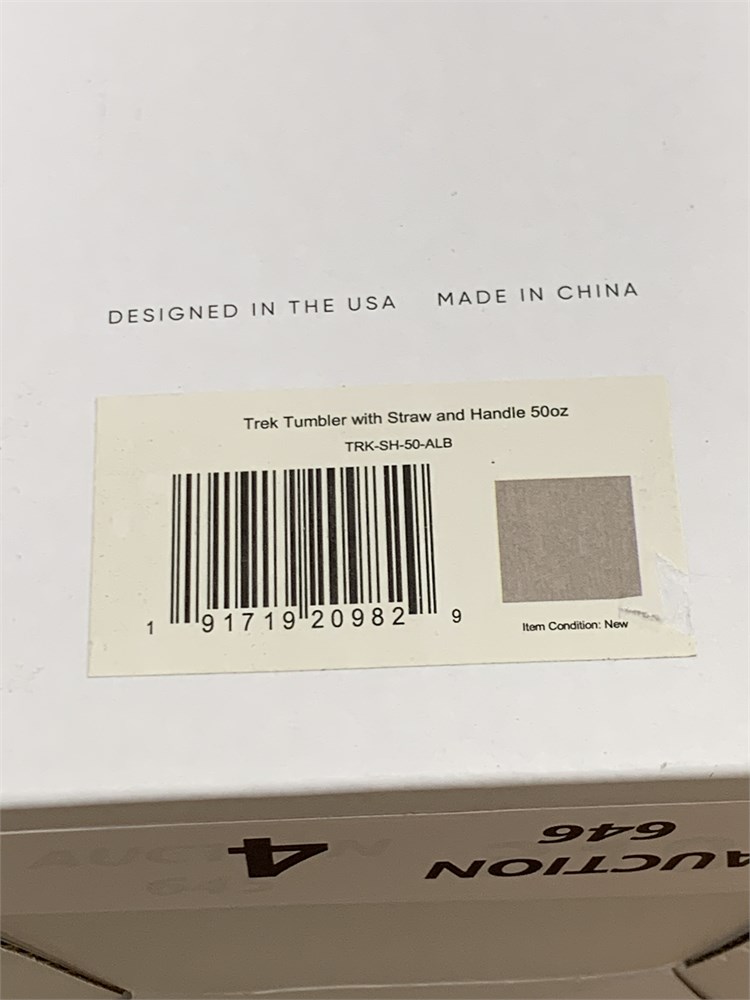 DESIGNED IN THE USA MADE IN CHINA
Trek Tumbler with Straw and Handle 50oz
TRK-SH-50-ALB
1 91719 20982 9
Item Condition: New
AUCTION 4
646